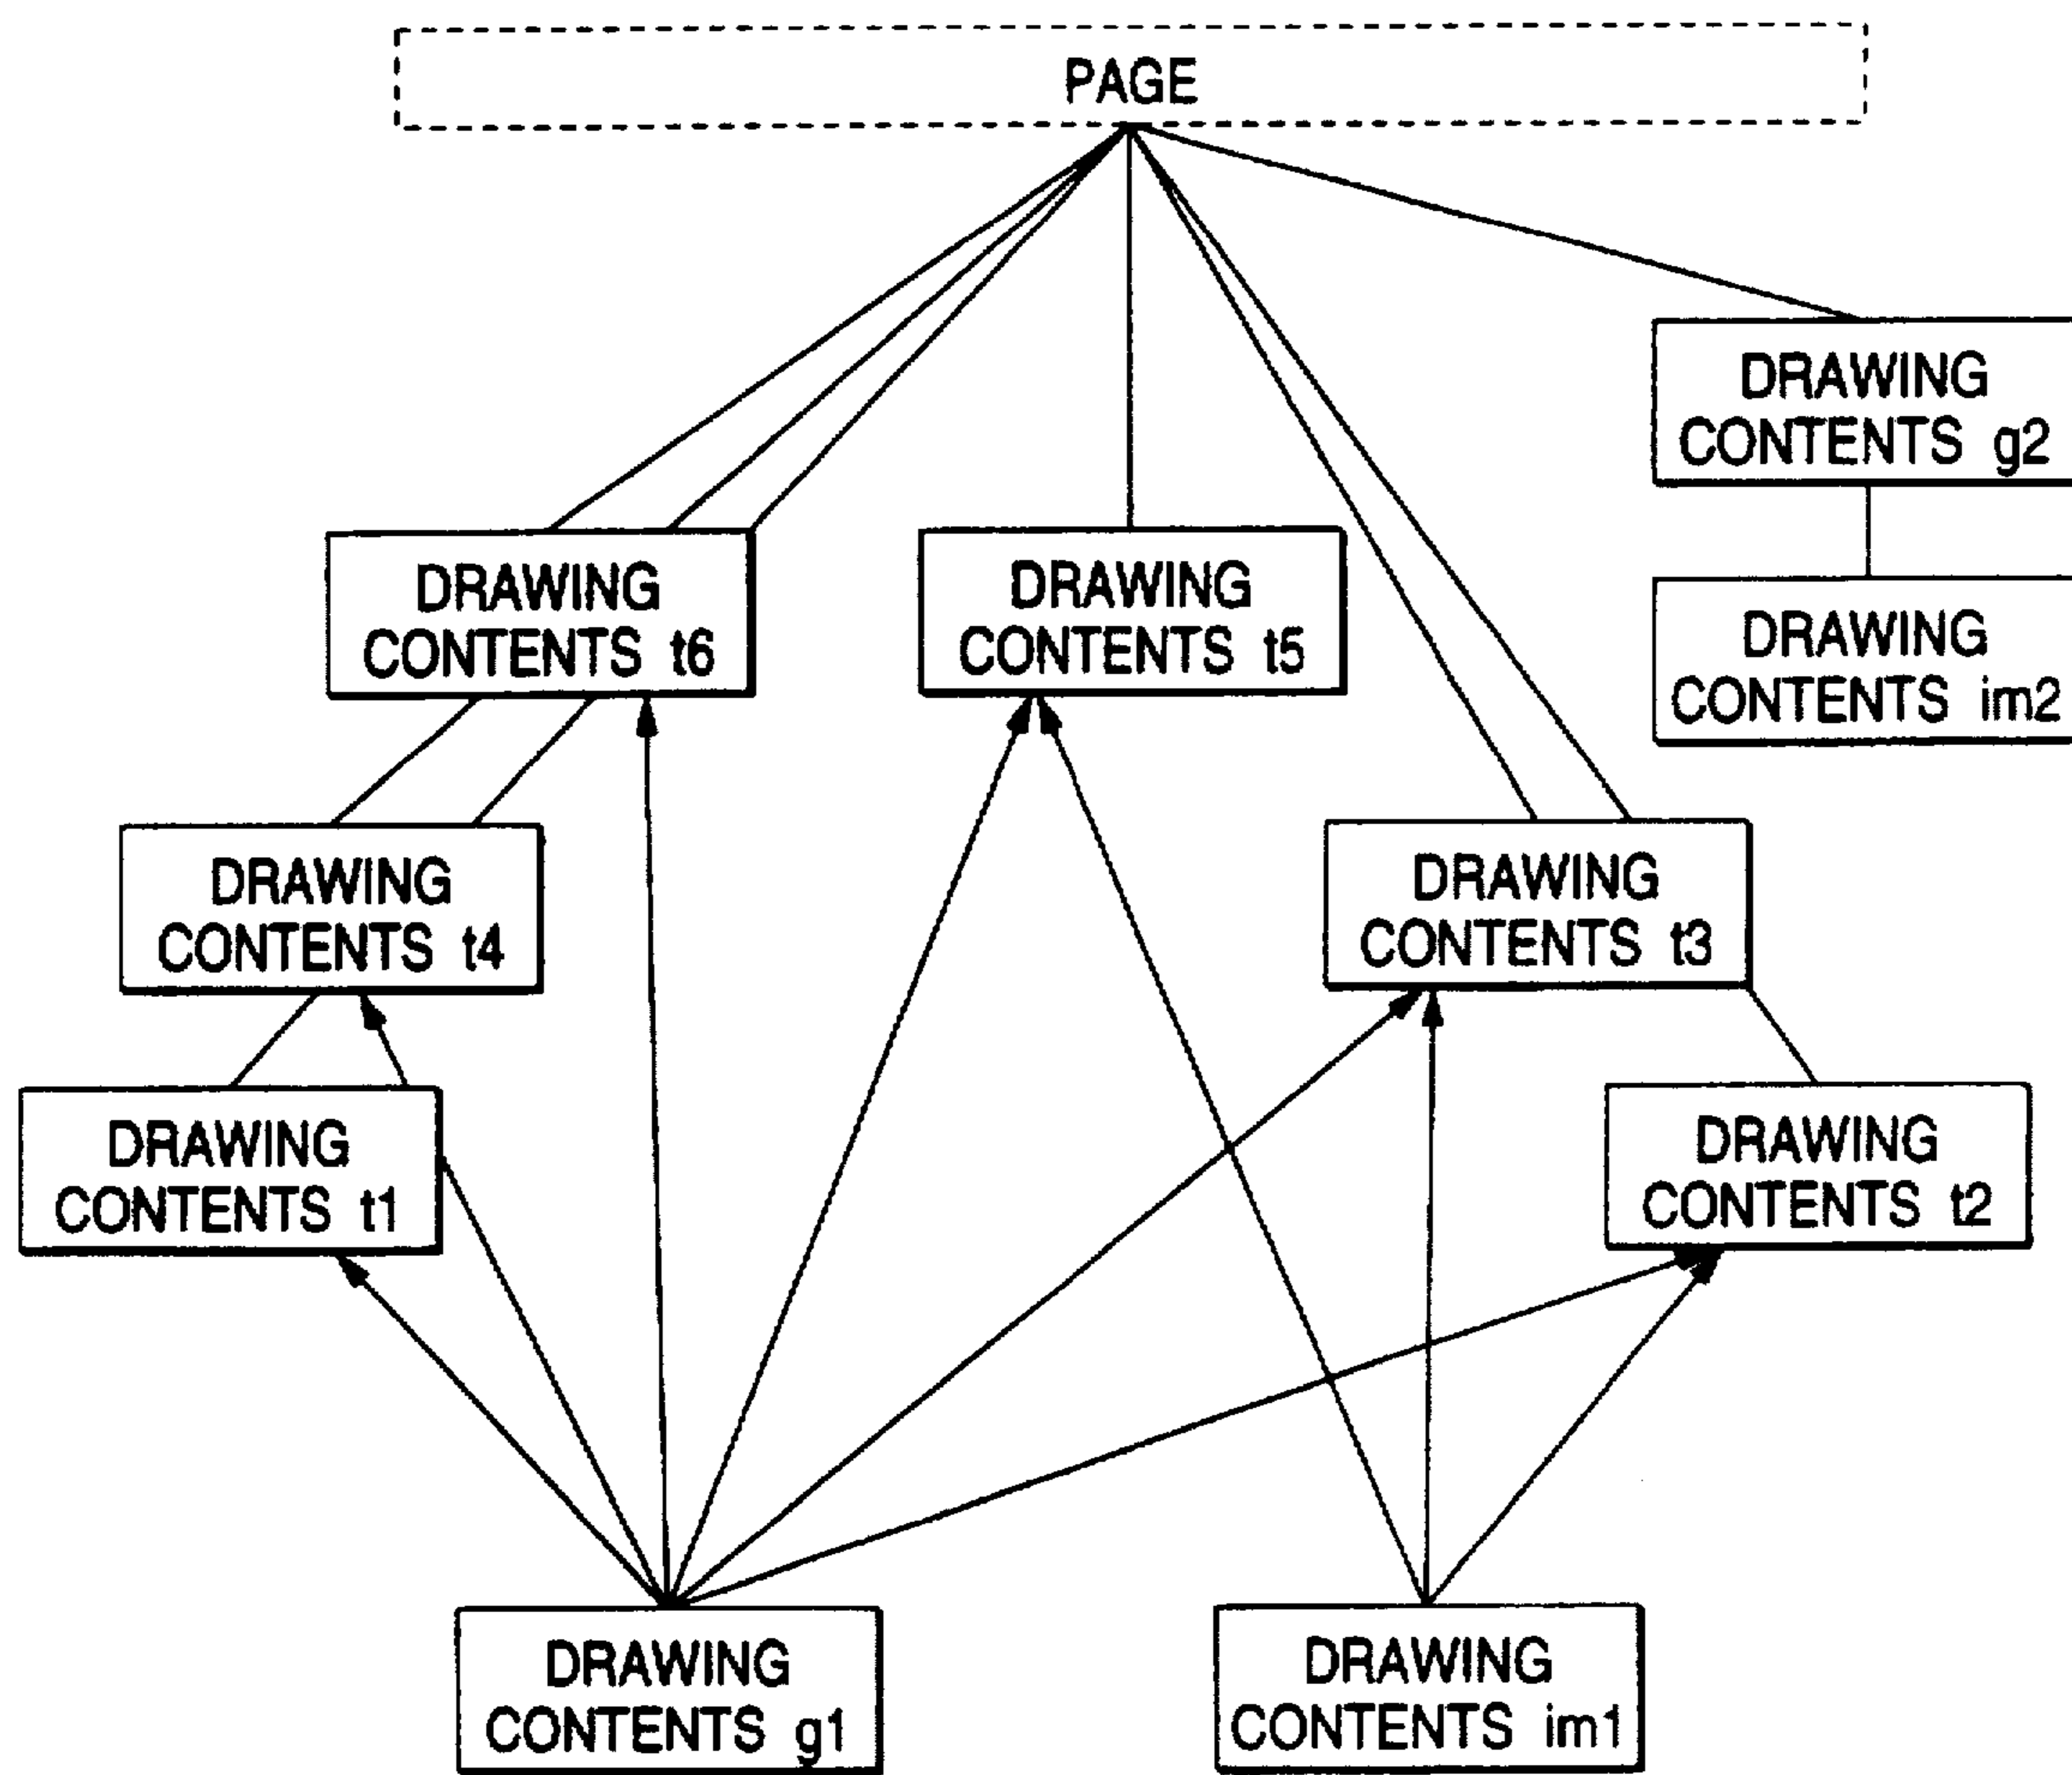 PAGE
DRAWING
CONTENTS g2
DRAWING
CONTENTS t6
DRAWING
CONTENTS t5
DRAWING
CONTENTS im2
DRAWING
CONTENTS t4
DRAWING
CONTENTS t3
DRAWING
CONTENTS t1
DRAWING
CONTENTS t2
DRAWING
CONTENTS g1
DRAWING
CONTENTS im1